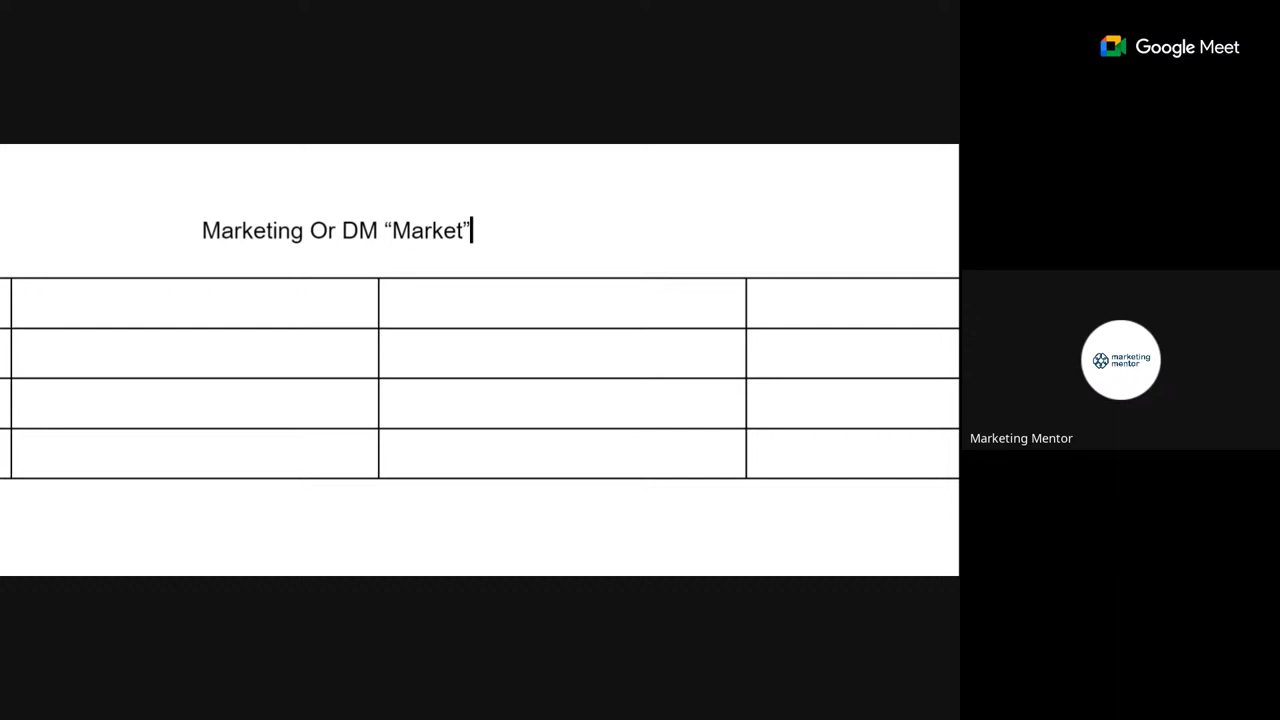 Google Meet
Marketing Or DM “Market”
marketing
mentor
Marketing Mentor